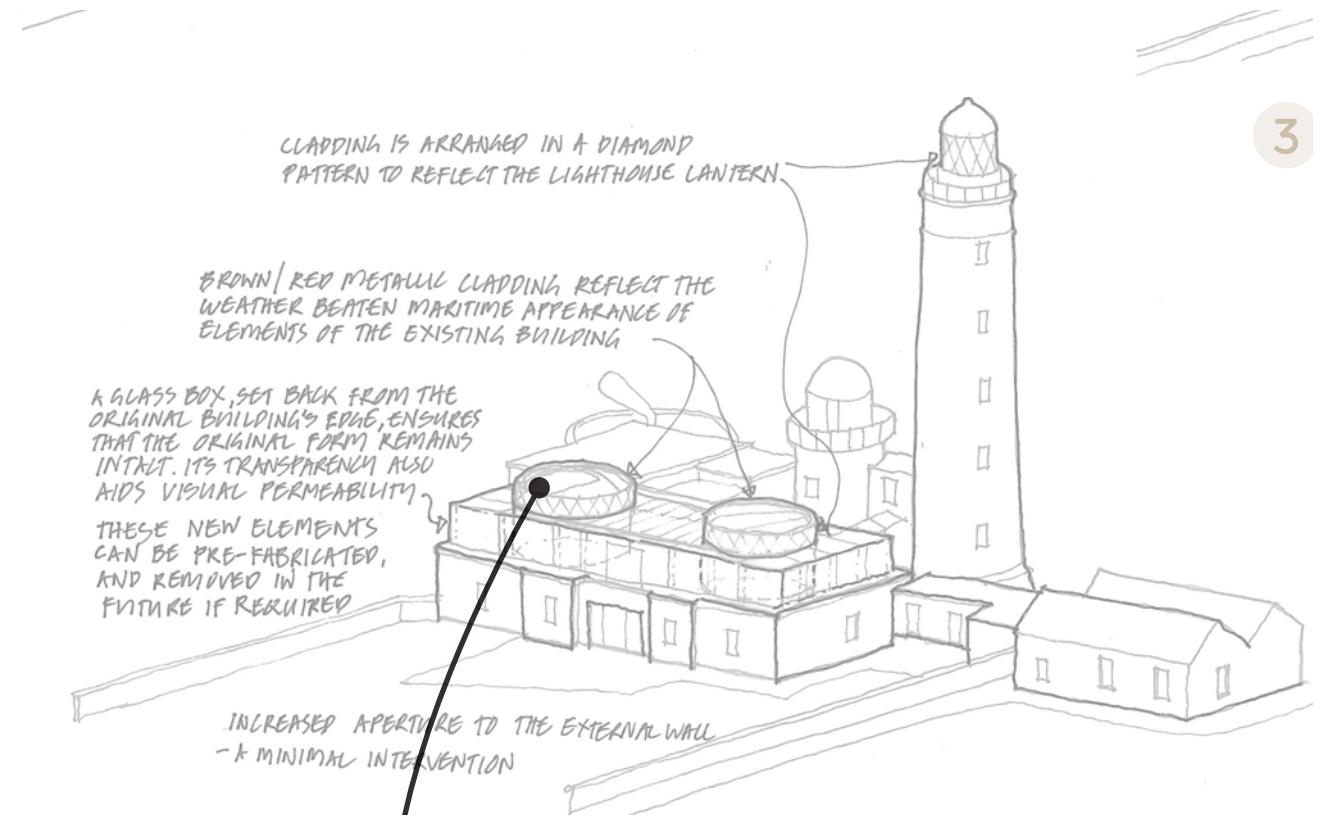 CLADDING IS ARRANGED IN A DIAMOND
PATTERN TO REFLECT THE LIGHTHOUSE LANTERN
3
BROWN/RED METALLIC CLADDING REFLECT THE
WEATHER BEATEN MARITIME APPEARANCE OF
ELEMENTS OF THE EXISTING BUILDING
A GLASS BOX, SET BACK FROM THE
ORIGINAL BUILDING'S EDGE, ENSURES
THAT THE ORIGINAL FORM REMAINS
INTACT. ITS TRANSPARENCY ALSO
AIDS VISUAL PERMEABILITY
THESE NEW ELEMENTS
CAN BE PRE-FABRICATED,
AND REMOVED IN THE
FUTURE IF REQUIRED
INCREASED APERTURE TO THE EXTERNAL WALL
- A MINIMAL INTERVENTION